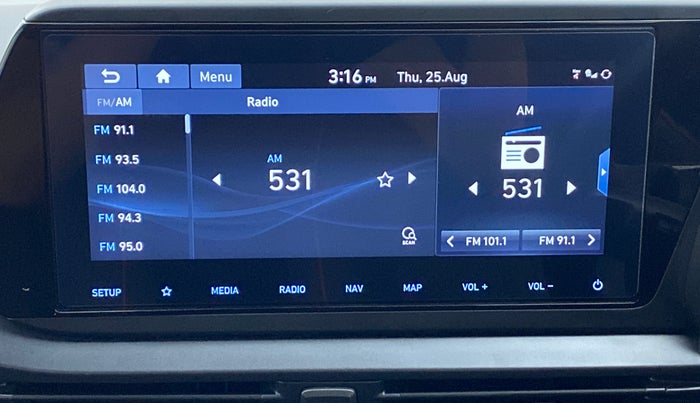 Menu 3:16 PM Thu, 25.Aug
FM/AM Radio
AM
FM 91.1
FM 93.5
FM 104.0
FM 94.3
FM 95.0
AM
531
SCAN
531
FM 101.1 FM 91.1
SETUP MEDIA RADIO NAV MAP VOL + VOL −